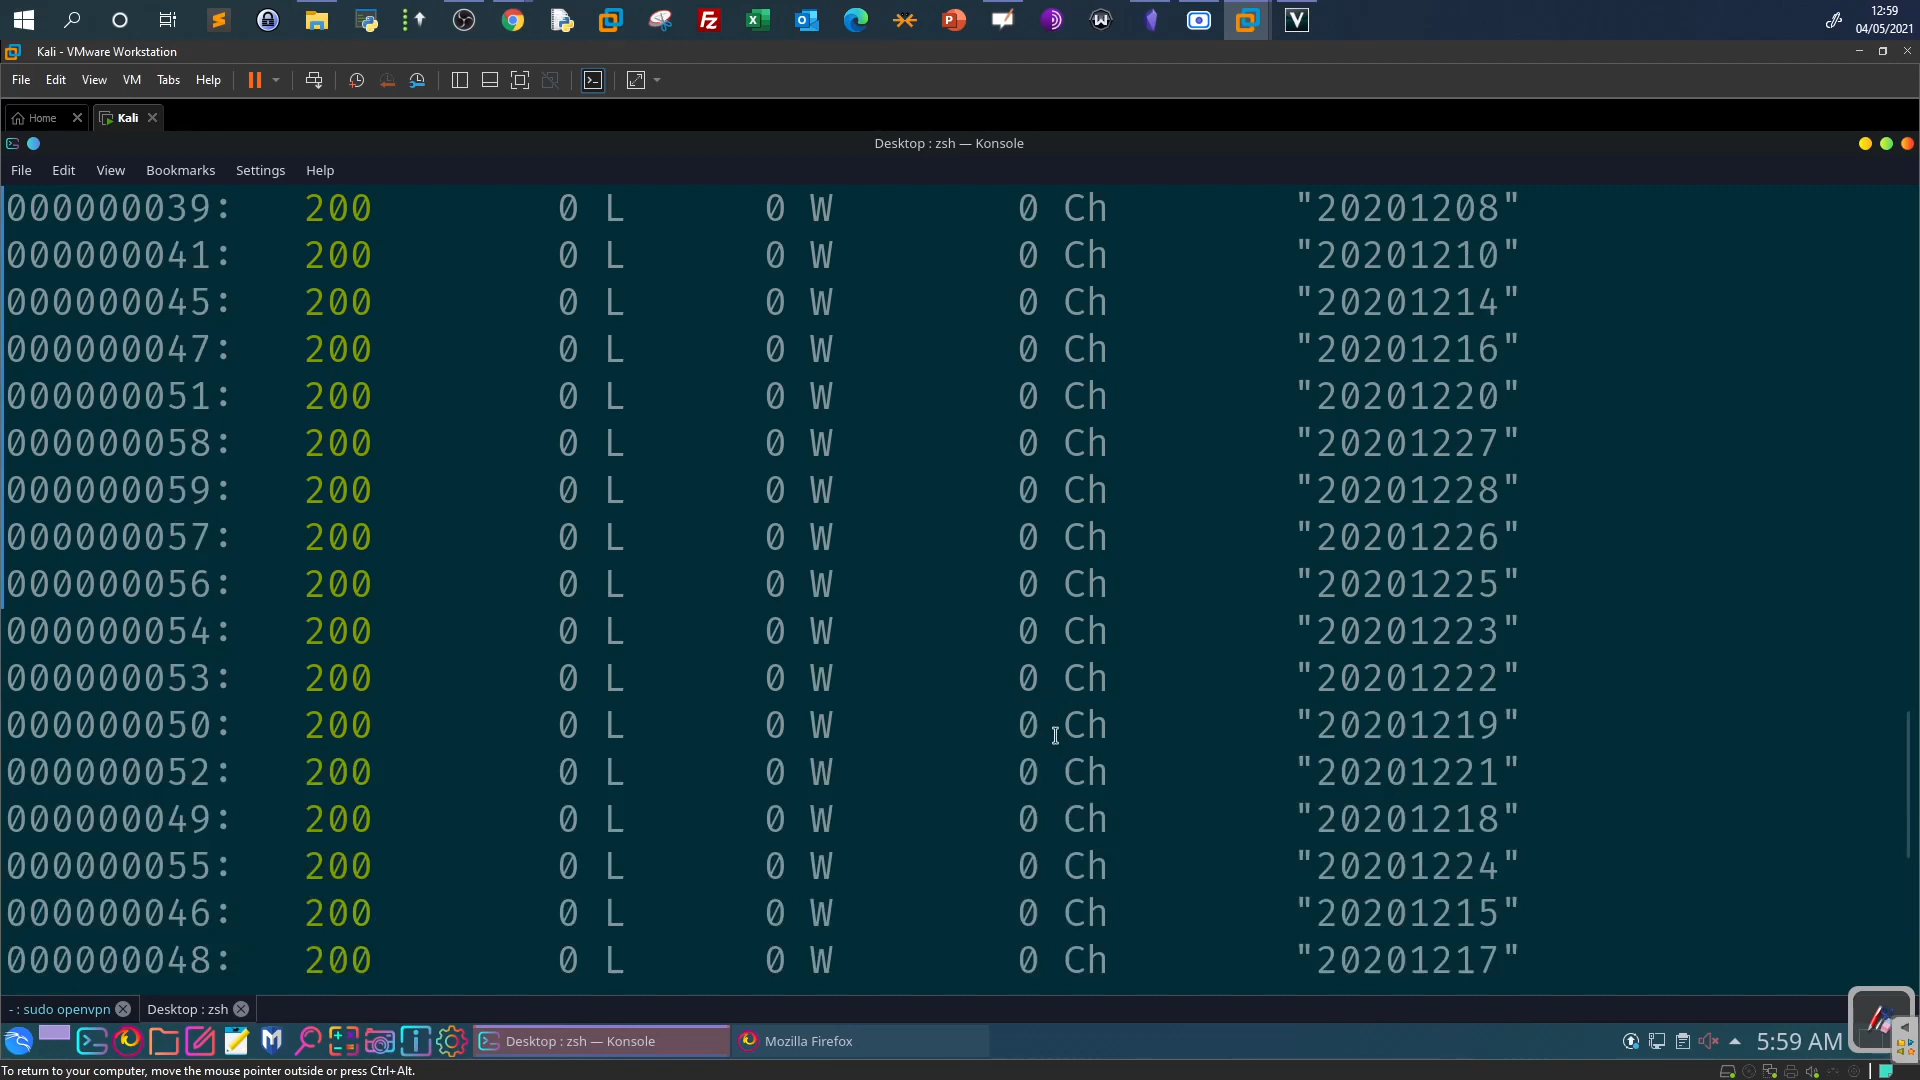 12:59
04/05/2021
Kali - VMware Workstation
File Edit View VM Tabs Help
Home Kali
Desktop : zsh — Konsole
File Edit View Bookmarks Settings Help
000000039: 200 0 L 0 W 0 Ch "20201208"
000000041: 200 0 L 0 W 0 Ch "20201210"
000000045: 200 0 L 0 W 0 Ch "20201214"
000000047: 200 0 L 0 W 0 Ch "20201216"
000000051: 200 0 L 0 W 0 Ch "20201220"
000000058: 200 0 L 0 W 0 Ch "20201227"
000000059: 200 0 L 0 W 0 Ch "20201228"
000000057: 200 0 L 0 W 0 Ch "20201226"
000000056: 200 0 L 0 W 0 Ch "20201225"
000000054: 200 0 L 0 W 0 Ch "20201223"
000000053: 200 0 L 0 W 0 Ch "20201222"
000000050: 200 0 L 0 W 0 Ch "20201219"
000000052: 200 0 L 0 W 0 Ch "20201221"
000000049: 200 0 L 0 W 0 Ch "20201218"
000000055: 200 0 L 0 W 0 Ch "20201224"
000000046: 200 0 L 0 W 0 Ch "20201215"
000000048: 200 0 L 0 W 0 Ch "20201217"
- : sudo openvpn Desktop : zsh
Desktop : zsh — Konsole Mozilla Firefox 5:59 AM
To return to your computer, move the mouse pointer outside or press Ctrl+Alt.